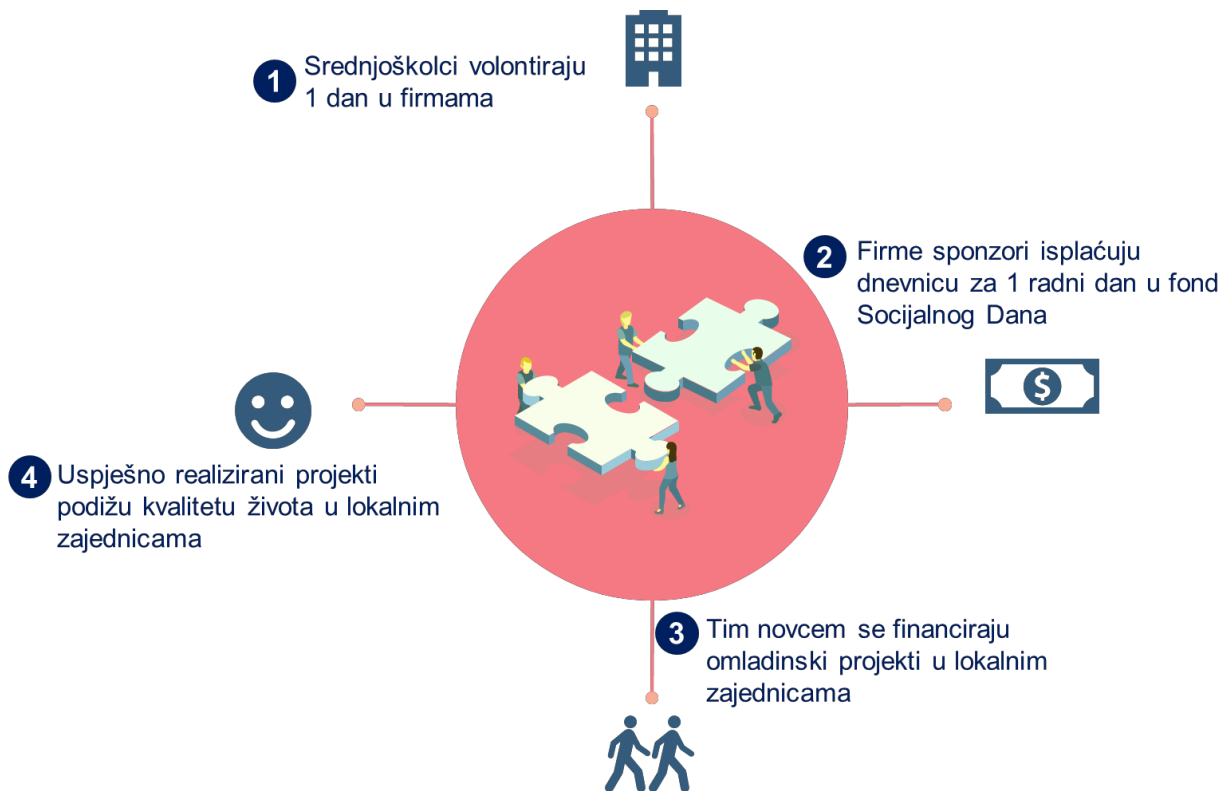 1
Srednjoškolci volontiraju
1 dan u firmama
2
Firme sponzori isplaćuju
dnevnicu za 1 radni dan u fond
Socijalnog Dana
$
3
Tim novcem se financiraju
omladinski projekti u lokalnim
zajednicama
4
Uspješno realizirani projekti
podižu kvalitetu života u lokalnim
zajednicama